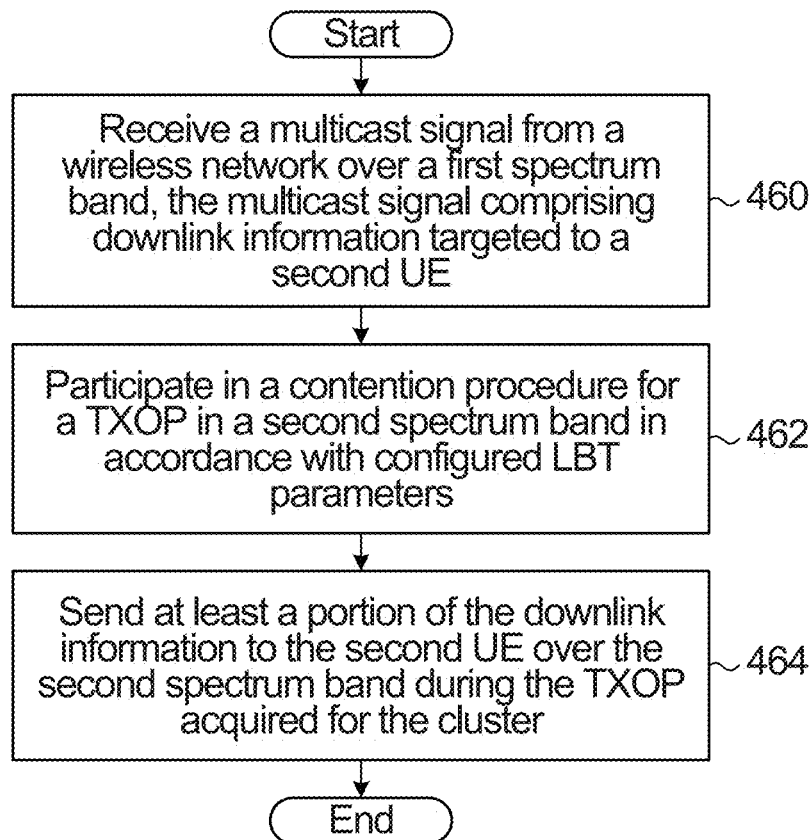 Start
Receive a multicast signal from a
wireless network over a first spectrum
band, the multicast signal comprising
downlink information targeted to a
second UE
460
Participate in a contention procedure for
a TXOP in a second spectrum band in
accordance with configured LBT
parameters
462
Send at least a portion of the downlink
information to the second UE over the
second spectrum band during the TXOP
acquired for the cluster
464
End